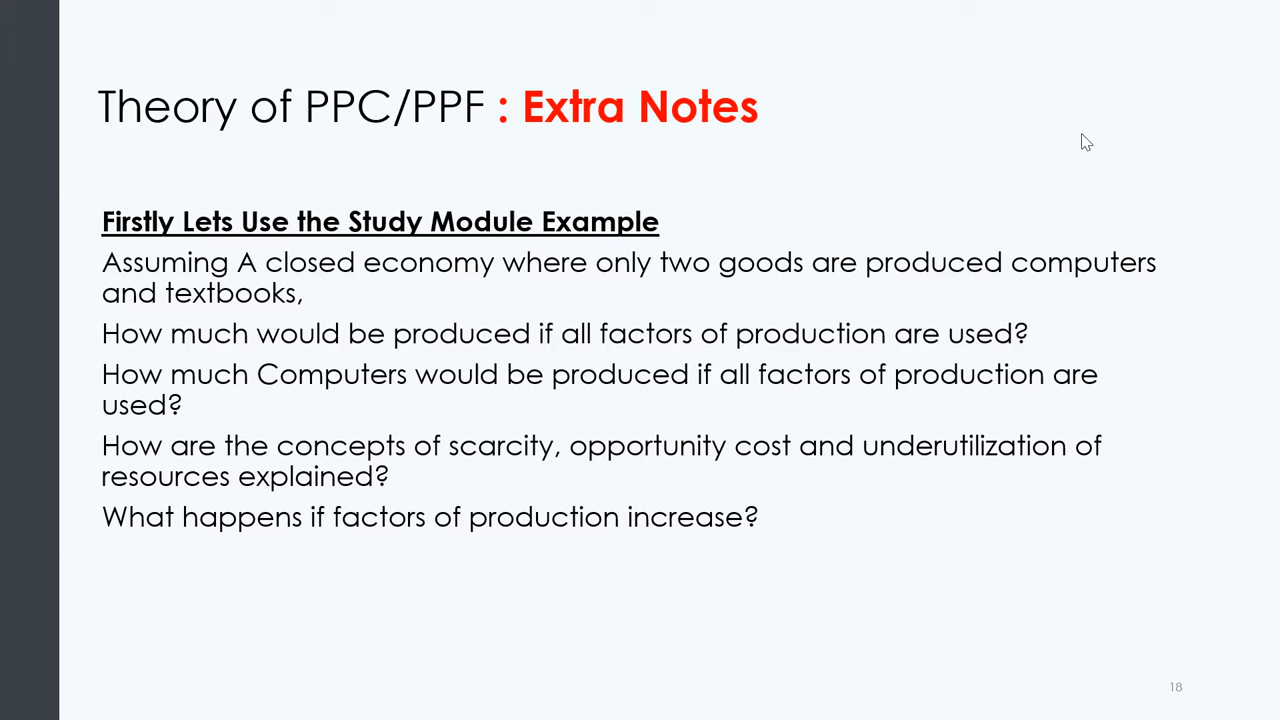 Theory of PPC/PPF : Extra Notes
Firstly Lets Use the Study Module Example
Assuming A closed economy where only two goods are produced computers
and textbooks,
How much would be produced if all factors of production are used?
How much Computers would be produced if all factors of production are
used?
How are the concepts of scarcity, opportunity cost and underutilization of
resources explained?
What happens if factors of production increase?
18